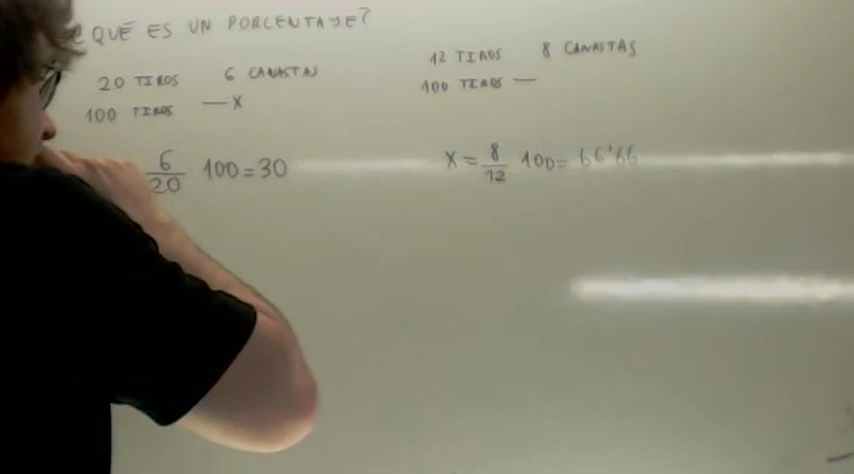 ¿QUÉ ES UN PORCENTAJE?
20 TIROS 6 CANASTAS
100 TIROS — X
6/20 100=30
12 TIROS 8 CANASTAS
100 TIROS —
X = 8/12 100= 66'66